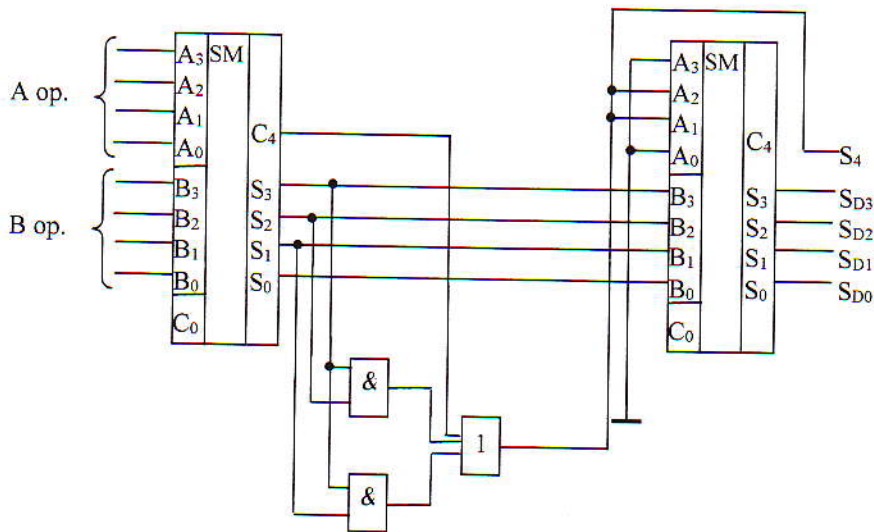 A op.
B op.
A3 SM
A2
A1
A0
B3
B2
B1
B0
C0
C4
S3
S2
S1
S0
&
&
1
A3 SM
A2
A1
A0
B3
B2
B1
B0
C0
C4
S3
S2
S1
S0
S4
SD3
SD2
SD1
SD0